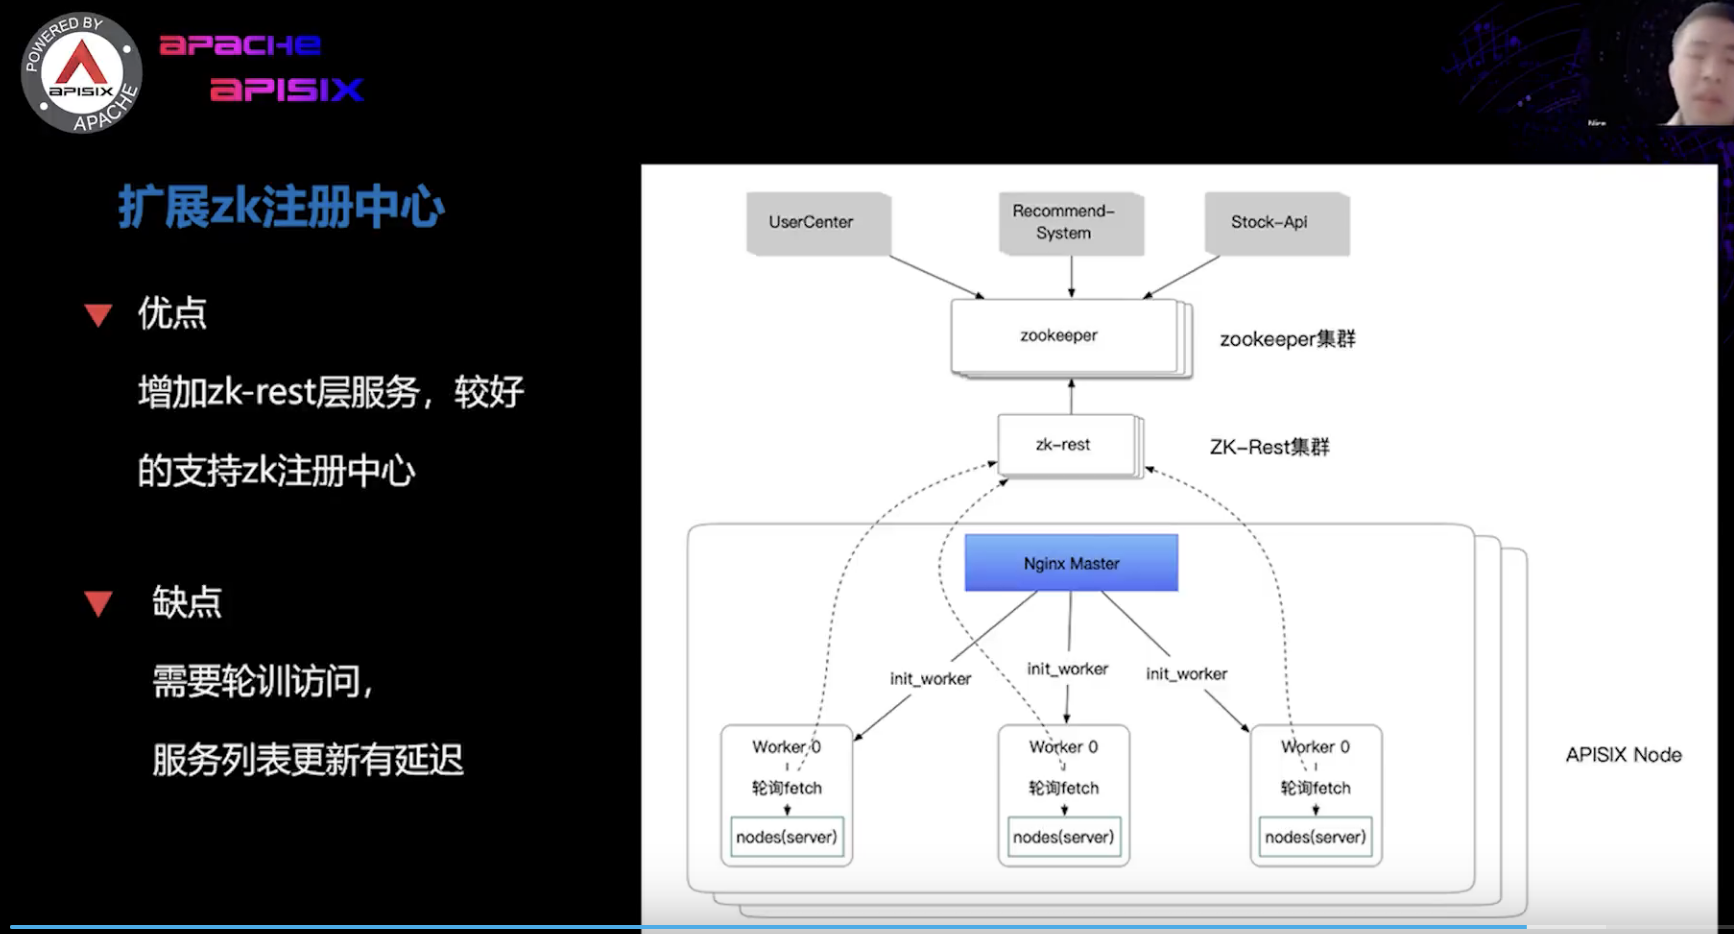 POWERED BY
APISIX
APACHE
APACHE
APISIX
Nico
扩展zk注册中心
优点
增加zk-rest层服务，较好
的支持zk注册中心
缺点
需要轮训访问，
服务列表更新有延迟
UserCenter
Recommend-
System
Stock-Api
zookeeper
zookeeper集群
zk-rest
ZK-Rest集群
Nginx Master
init_worker
init_worker
init_worker
Worker 0
Worker 0
Worker 0
轮询fetch
轮询fetch
轮询fetch
nodes(server)
nodes(server)
nodes(server)
APISIX Node